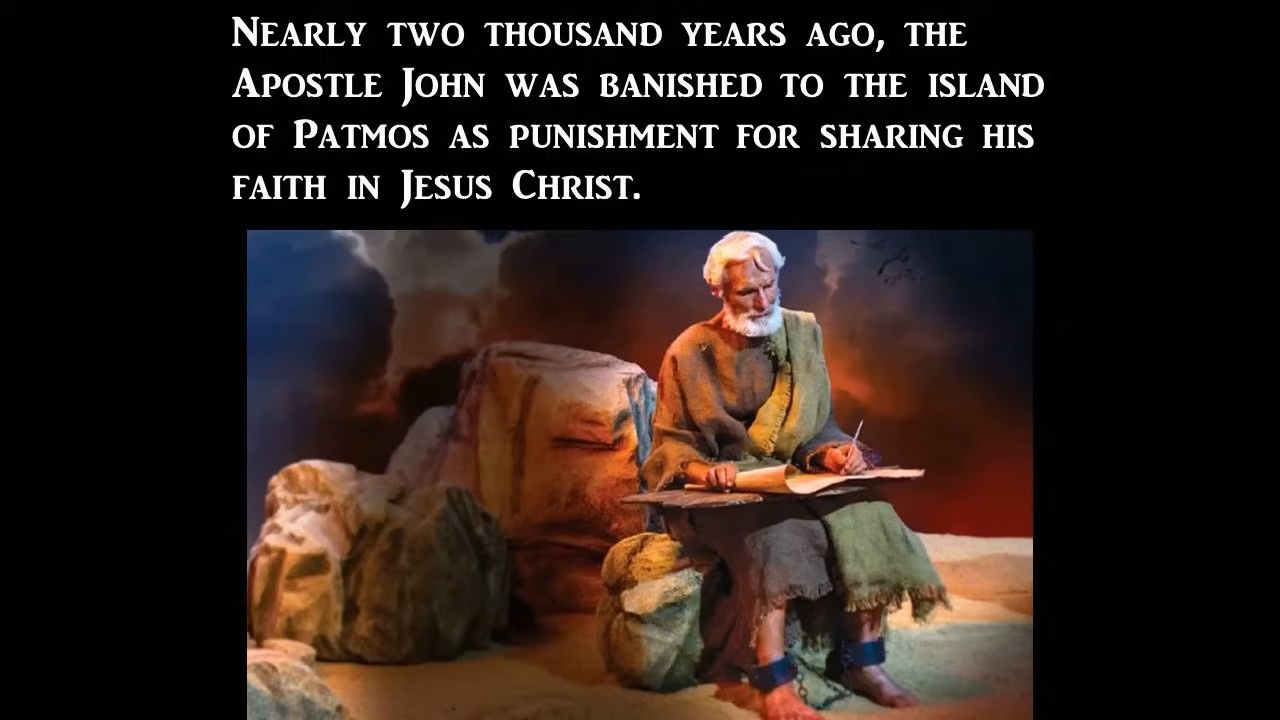 Nearly two thousand years ago, the
Apostle John was banished to the island
of Patmos as punishment for sharing his
faith in Jesus Christ.